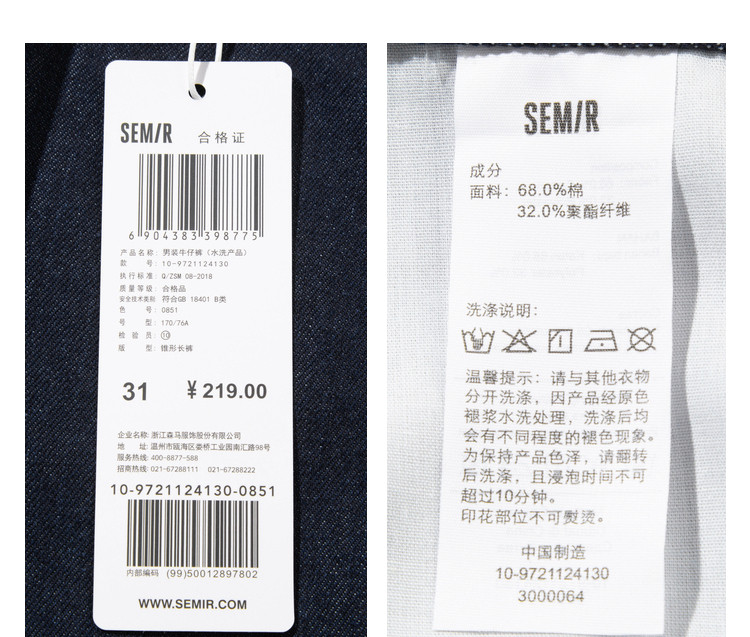 SEMIR 合格证
6 904383 398775
产品名称: 男装牛仔裤 (水洗产品)
款 号: 10-9721124130
执行标准: Q/ZSM 08-2018
质量等级: 合格品
安全技术类别 符合GB 18401 B类
色 号: 0851
号 型: 170/76A
检 验 员: ⑩
版 型: 锥形长裤
31 ¥219.00
企业名称: 浙江森马服饰股份有限公司
地 址: 温州市瓯海区娄桥工业园南汇路98号
服务热线: 400-8877-588
招商热线: 021-67288111 021-67288222
10-9721124130-0851
内部编码 (99)50012897802
WWW.SEMIR.COM
SEMIR
成分
面料: 68.0%棉
32.0%聚酯纤维
洗涤说明:
温馨提示: 请与其他衣物
分开洗涤, 因产品经原色
褪浆水洗处理, 洗涤后均
会有不同程度的褪色现象。
为保持产品色泽, 请翻转
后洗涤, 且浸泡时间不可
超过10分钟。
印花部位不可熨烫。
中国制造
10-9721124130
3000064